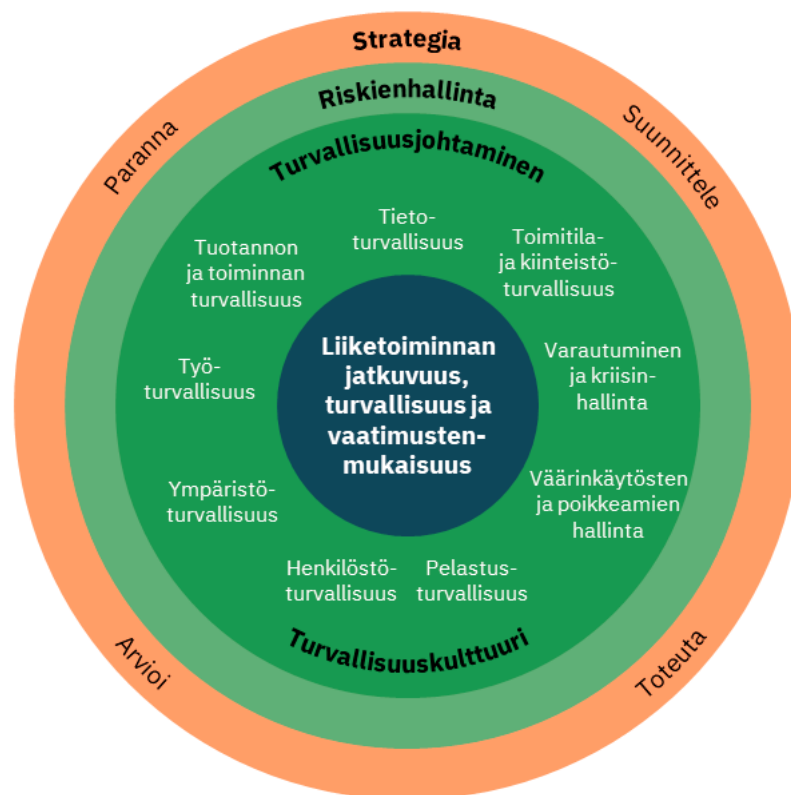 Strategia
Riskienhallinta
Turvallisuusjohtaminen
Paranna
Suunnittele
Tieto-
turvallisuus
Tuotannon
ja toiminnan
turvallisuus
Toimitila-
ja kiinteistö-
turvallisuus
Liiketoiminnan
jatkuvuus,
turvallisuus ja
vaatimusten-
mukaisuus
Työ-
turvallisuus
Varautuminen
ja kriisin-
hallinta
Ympäristö-
turvallisuus
Väärinkäytösten
ja poikkeamien
hallinta
Henkilöstö-
turvallisuus
Pelastus-
turvallisuus
Turvallisuuskulttuuri
Arvioi
Toteuta